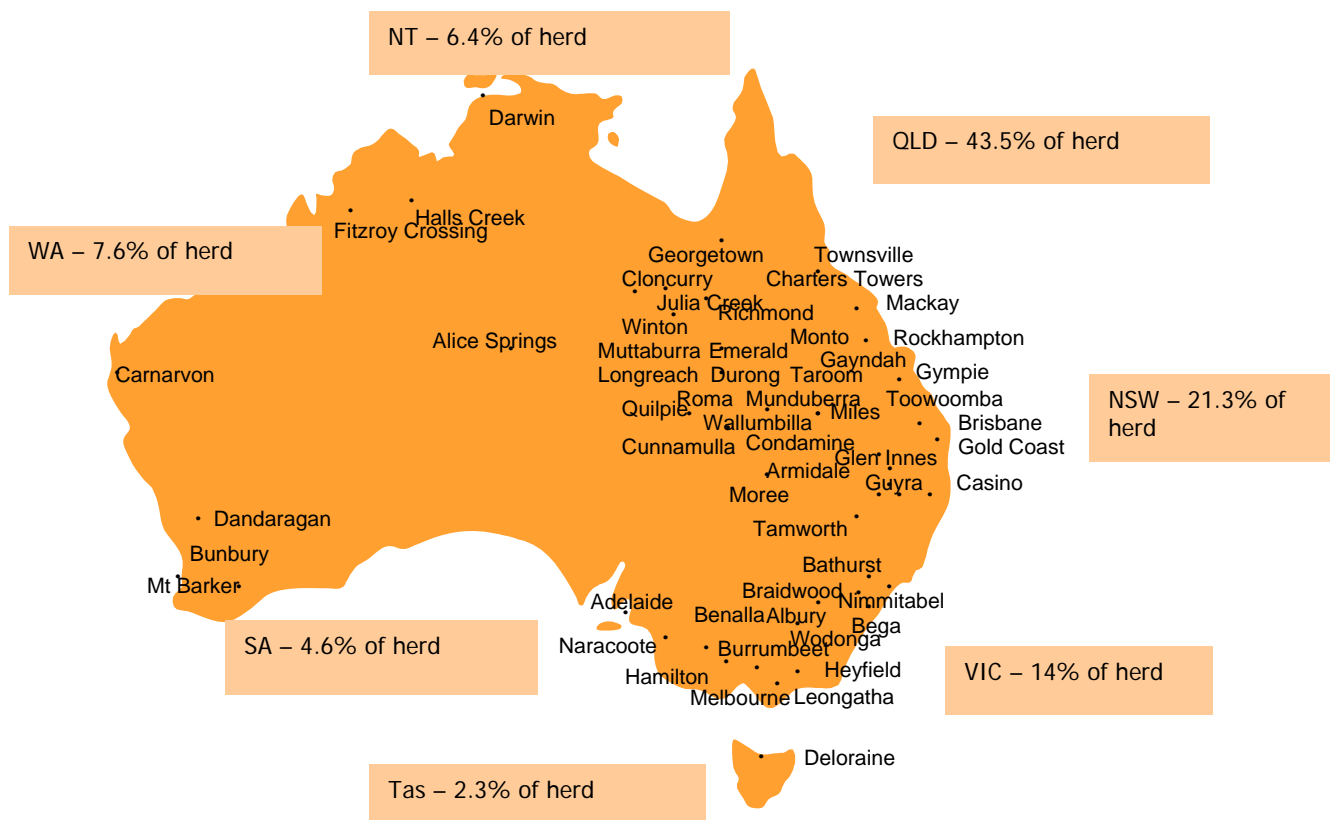 NT – 6.4% of herd
Darwin
QLD – 43.5% of herd
Halls Creek
Fitzroy Crossing
WA – 7.6% of herd
Georgetown
Townsville
Cloncurry
Charters Towers
Julia Creek
Mackay
Richmond
Winton
Alice Springs
Monto
Rockhampton
Muttaburra
Emerald
Gayndah
Carnarvon
Longreach
Durong
Taroom
Gympie
Roma
Munduberra
Toowoomba
NSW – 21.3% of
herd
Quilpie
Miles
Wallumbilla
Brisbane
Cunnamulla
Condamine
Gold Coast
Glen Innes
Armidale
Guyra
Casino
Moree
Dandaragan
Tamworth
Bunbury
Bathurst
Mt Barker
Braidwood
Adelaide
Nimmitabel
Benalla
Albury
Bega
SA – 4.6% of herd
Naracoote
Wodonga
Burrumbeet
Hamilton
Heyfield
VIC – 14% of herd
Melbourne
Leongatha
Deloraine
Tas – 2.3% of herd